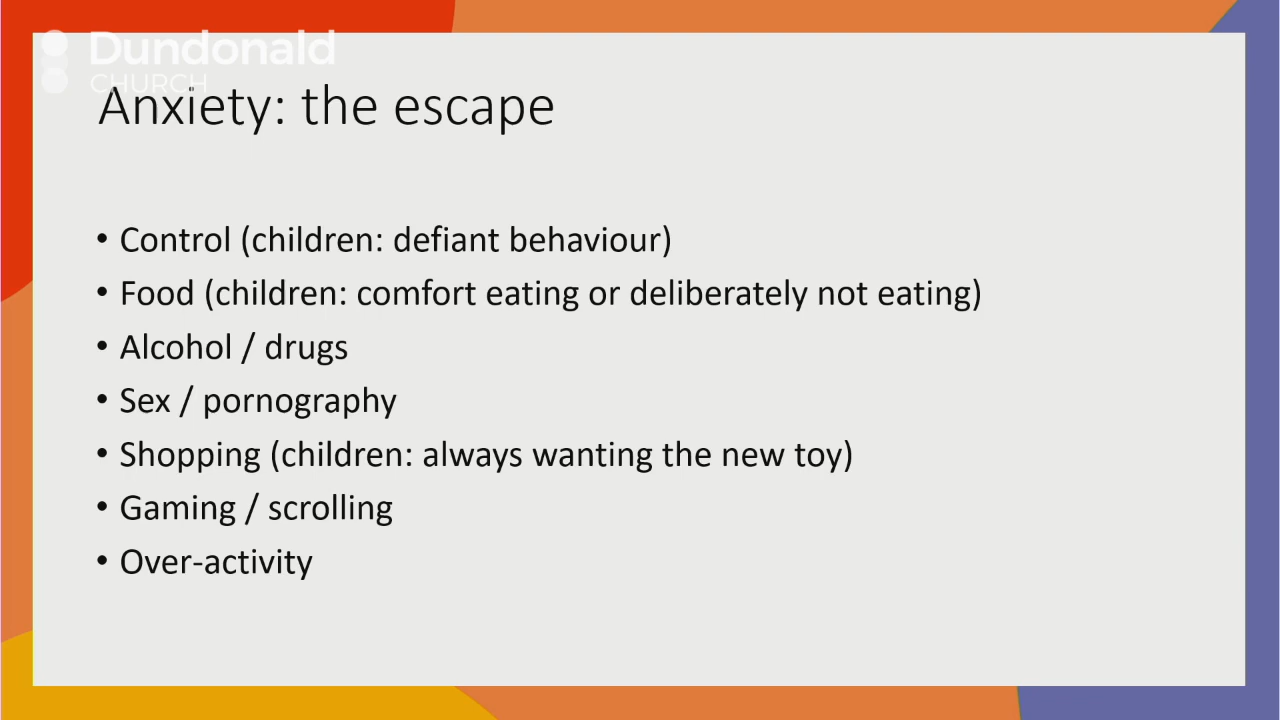 Dundonald
CHURCH
Anxiety: the escape
• Control (children: defiant behaviour)
• Food (children: comfort eating or deliberately not eating)
• Alcohol / drugs
• Sex / pornography
• Shopping (children: always wanting the new toy)
• Gaming / scrolling
• Over-activity